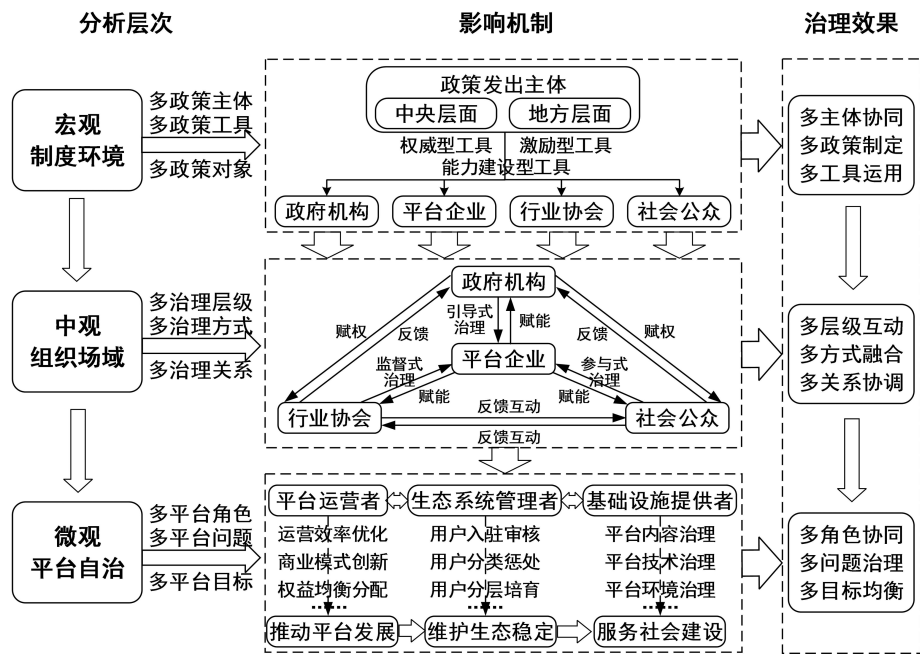 分析层次
影响机制
治理效果
宏观
制度环境
多政策主体
多政策工具
多政策对象
政策发出主体
中央层面
地方层面
权威型工具
激励型工具
能力建设型工具
政府机构
平台企业
行业协会
社会公众
多主体协同
多政策制定
多工具运用
中观
组织场域
多治理层级
多治理方式
多治理关系
政府机构
赋权
反馈
引导式
治理
赋能
反馈
赋权
平台企业
监督式
治理
赋能
参与式
治理
赋能
行业协会
反馈互动
反馈互动
社会公众
多层级互动
多方式融合
多关系协调
微观
平台自治
多平台角色
多平台问题
多平台目标
平台运营者
生态系统管理者
基础设施提供者
运营效率优化
用户入驻审核
平台内容治理
商业模式创新
用户分类惩处
平台技术治理
权益均衡分配
用户分层培育
平台环境治理
推动平台发展
维护生态稳定
服务社会建设
多角色协同
多问题治理
多目标均衡